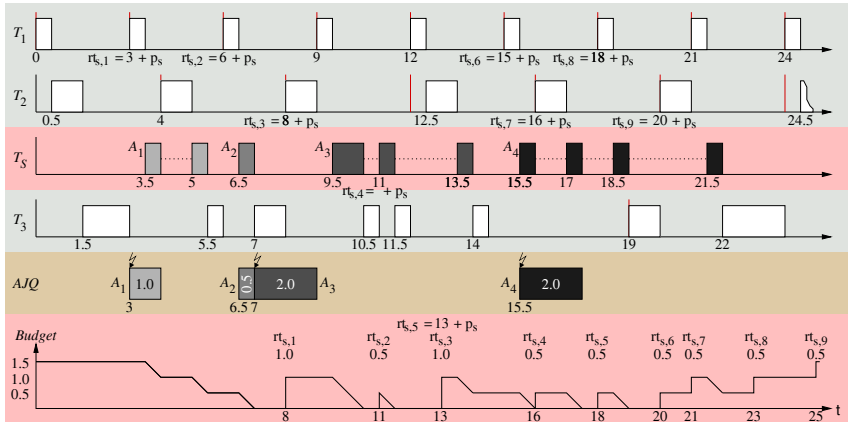 T1
0 3 6 9 12 15 18 21 24
rts,1 = 3 + ps rts,2 = 6 + ps rts,6 = 15 + ps rts,8 = 18 + ps
T2
0.5 4 8 12.5 16 20 24.5
rts,3 = 8 + ps rts,7 = 16 + ps rts,9 = 20 + ps
TS A1 A2 A3 A4
3.5 5 6.5 9.5 11 13.5 15.5 17 18.5 21.5
rts,4 = + ps
T3
1.5 5.5 7 10.5 11.5 14 19 22
AJQ A1 1.0 A2 0.5 2.0 A3 A4 2.0
3 6.5 7 15.5
rts,5 = 13 + ps
Budget rts,1 rts,2 rts,3 rts,4 rts,5 rts,6 rts,7 rts,8 rts,9
1.0 0.5 1.0 0.5 0.5 0.5 0.5 0.5 0.5
1.5
1.0
0.5
t
8 11 13 16 18 20 21 23 25